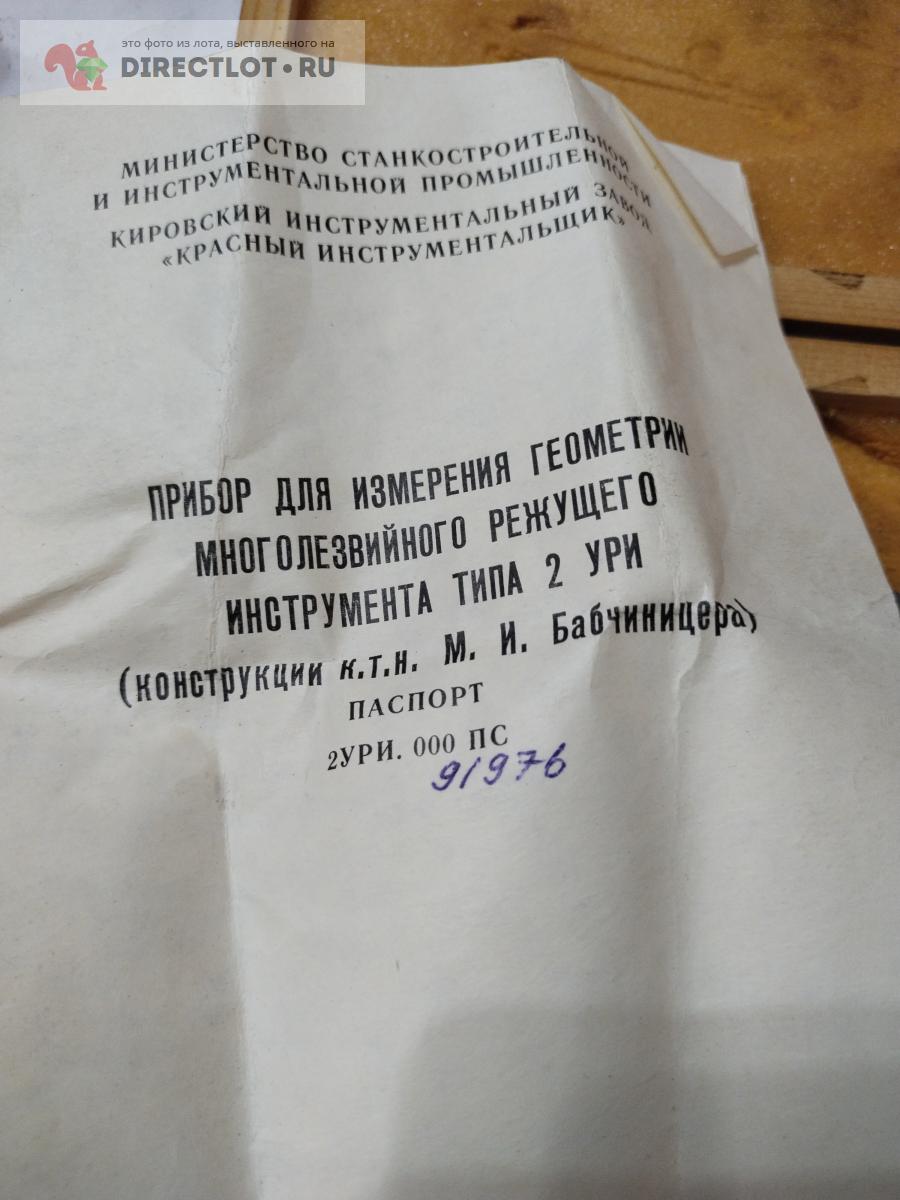 это фото из лота, выставленного на
DIRECTLOT.RU
МИНИСТЕРСТВО СТАНКОСТРОИТЕЛЬНОЙ
И ИНСТРУМЕНТАЛЬНОЙ ПРОМЫШЛЕННОСТИ
КИРОВСКИЙ ИНСТРУМЕНТАЛЬНЫЙ ЗАВОД
«КРАСНЫЙ ИНСТРУМЕНТАЛЬЩИК»
ПРИБОР ДЛЯ ИЗМЕРЕНИЯ ГЕОМЕТРИИ
МНОГОЛЕЗВИЙНОГО РЕЖУЩЕГО
ИНСТРУМЕНТА ТИПА 2 УРИ
(конструкции к.т.н. М. И. Бабчиницера)
ПАСПОРТ
2УРИ. 000 ПС
91976